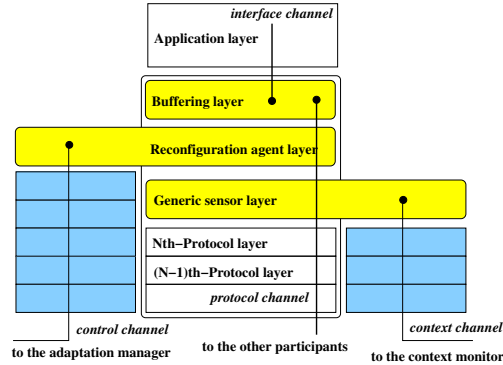 interface channel
Application layer
Buffering layer
Reconfiguration agent layer
Generic sensor layer
Nth-Protocol layer
(N-1)th-Protocol layer
protocol channel
control channel
context channel
to the adaptation manager
to the other participants
to the context monitor